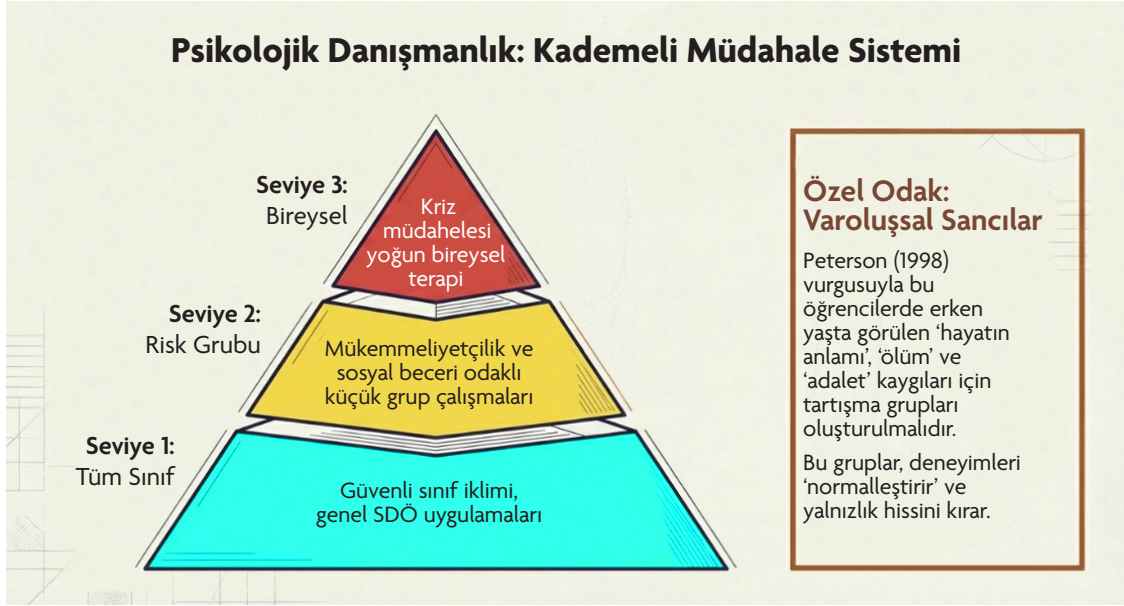 Psikolojik Danışmanlık: Kademeli Müdahale Sistemi
Seviye 3:
Bireysel
Kriz
müdahelesi
yoğun bireysel
terapi
Seviye 2:
Risk Grubu
Mükemmeliyetçilik ve
sosyal beceri odaklı
küçük grup çalışmaları
Seviye 1:
Tüm Sınıf
Güvenli sınıf iklimi,
genel SDÖ uygulamaları
Özel Odak:
Varoluşsal Sancılar
Peterson (1998)
vurgusuyla bu
öğrencilerde erken
yaşta görülen ‘hayatın
anlamı’, ‘ölüm’ ve
‘adalet’ kaygıları için
tartışma grupları
oluşturulmalıdır.
Bu gruplar, deneyimleri
‘normalleştirir’ ve
yalnızlık hissini kırar.